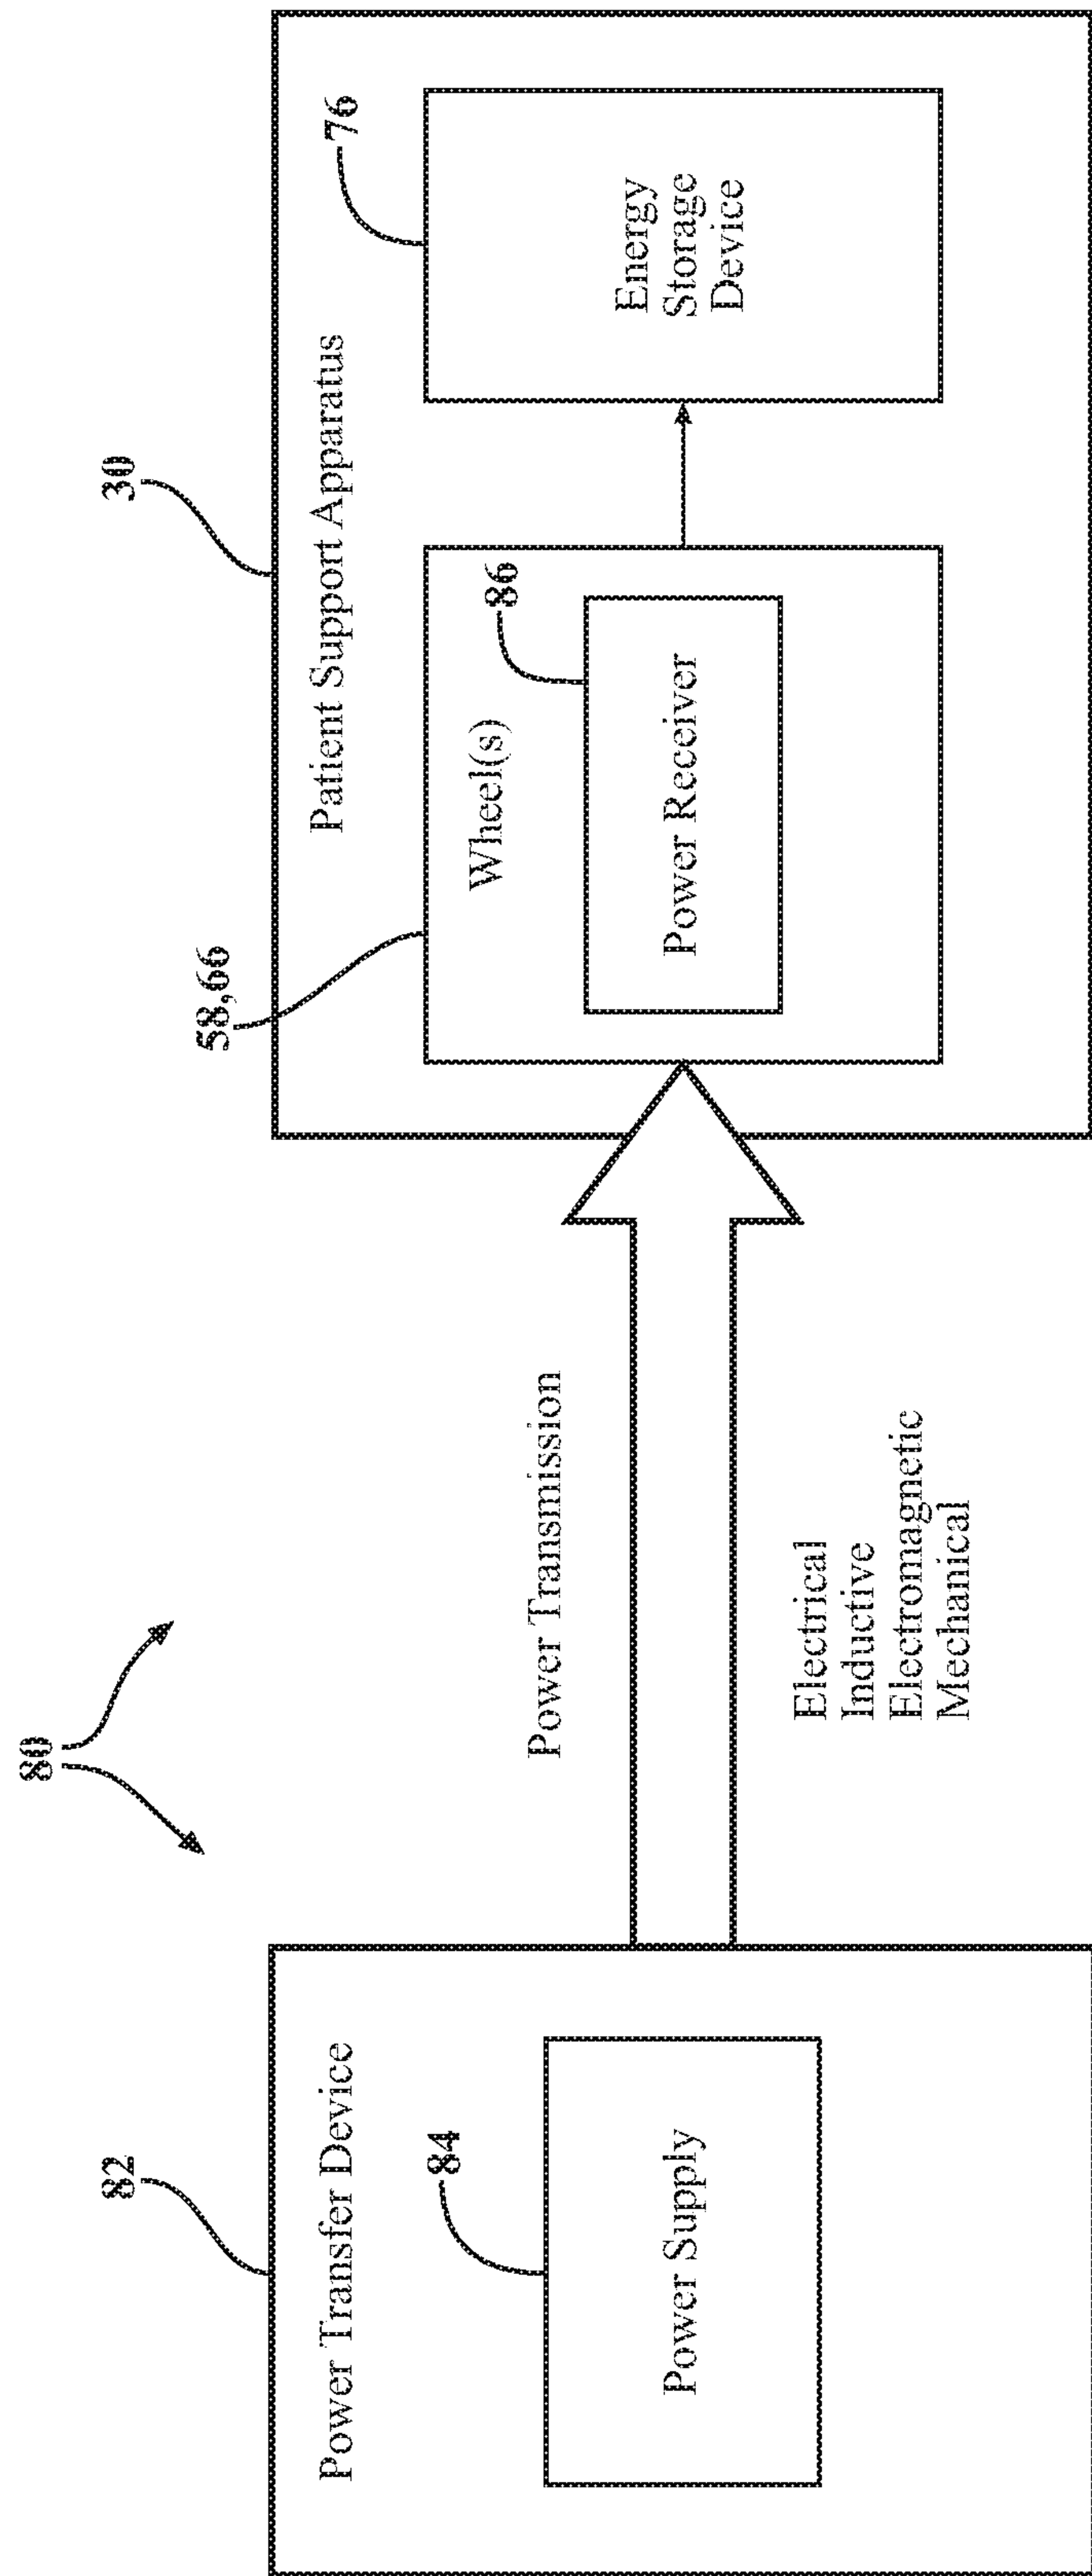 80
82
Power Transfer Device
84
Power Supply
Power Transmission
Electrical
Inductive
Electromagnetic
Mechanical
30
Patient Support Apparatus
58,66
Wheel(s)
86
Power Receiver
76
Energy
Storage
Device